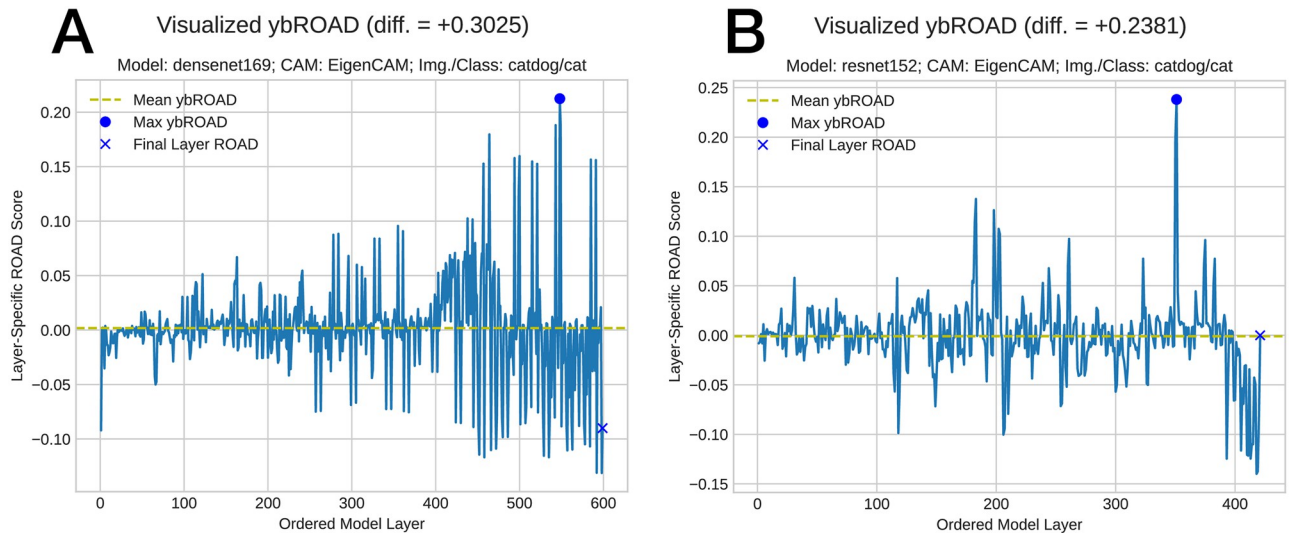 A
Visualized ybROAD (diff. = +0.3025)
Model: densenet169; CAM: EigenCAM; Img./Class: catdog/cat
Mean ybROAD
Max ybROAD
Final Layer ROAD
Layer-Specific ROAD Score
0.20
0.15
0.10
0.05
0.00
−0.05
−0.10
0 100 200 300 400 500 600
Ordered Model Layer
B
Visualized ybROAD (diff. = +0.2381)
Model: resnet152; CAM: EigenCAM; Img./Class: catdog/cat
Mean ybROAD
Max ybROAD
Final Layer ROAD
Layer-Specific ROAD Score
0.25
0.20
0.15
0.10
0.05
0.00
−0.05
−0.10
−0.15
0 100 200 300 400
Ordered Model Layer